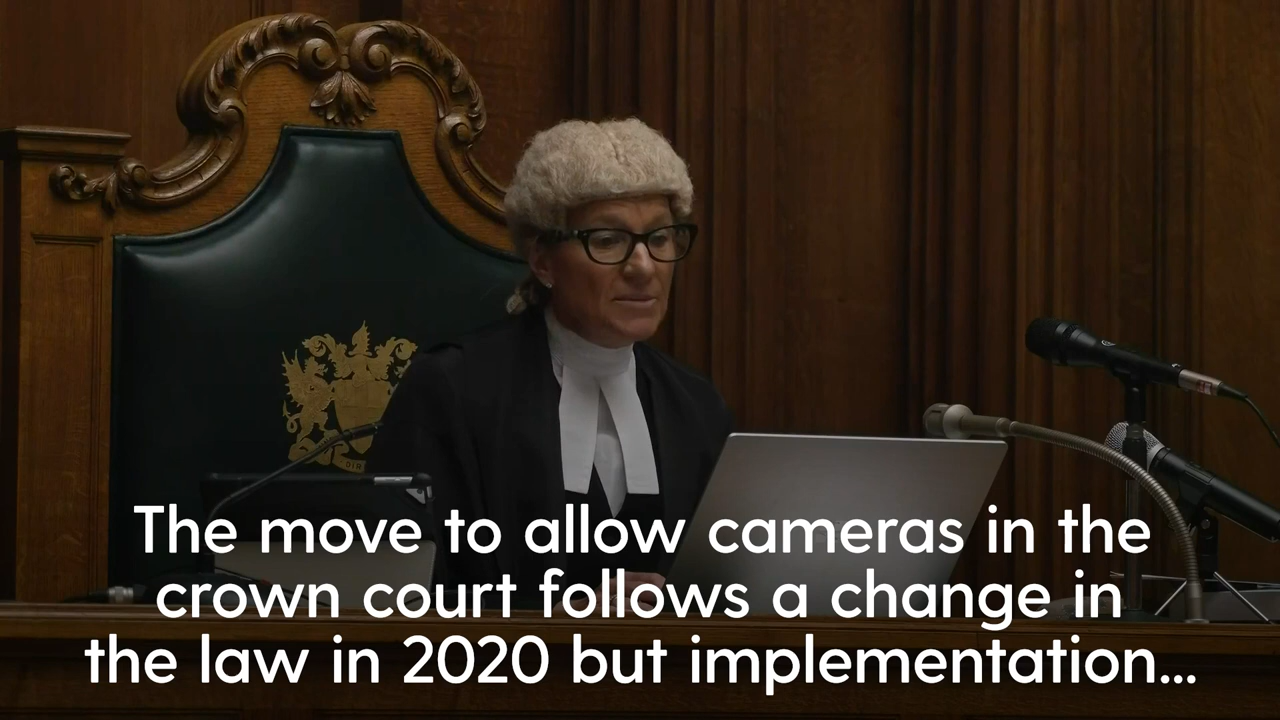 The move to allow cameras in the
crown court follows a change in
the law in 2020 but implementation...